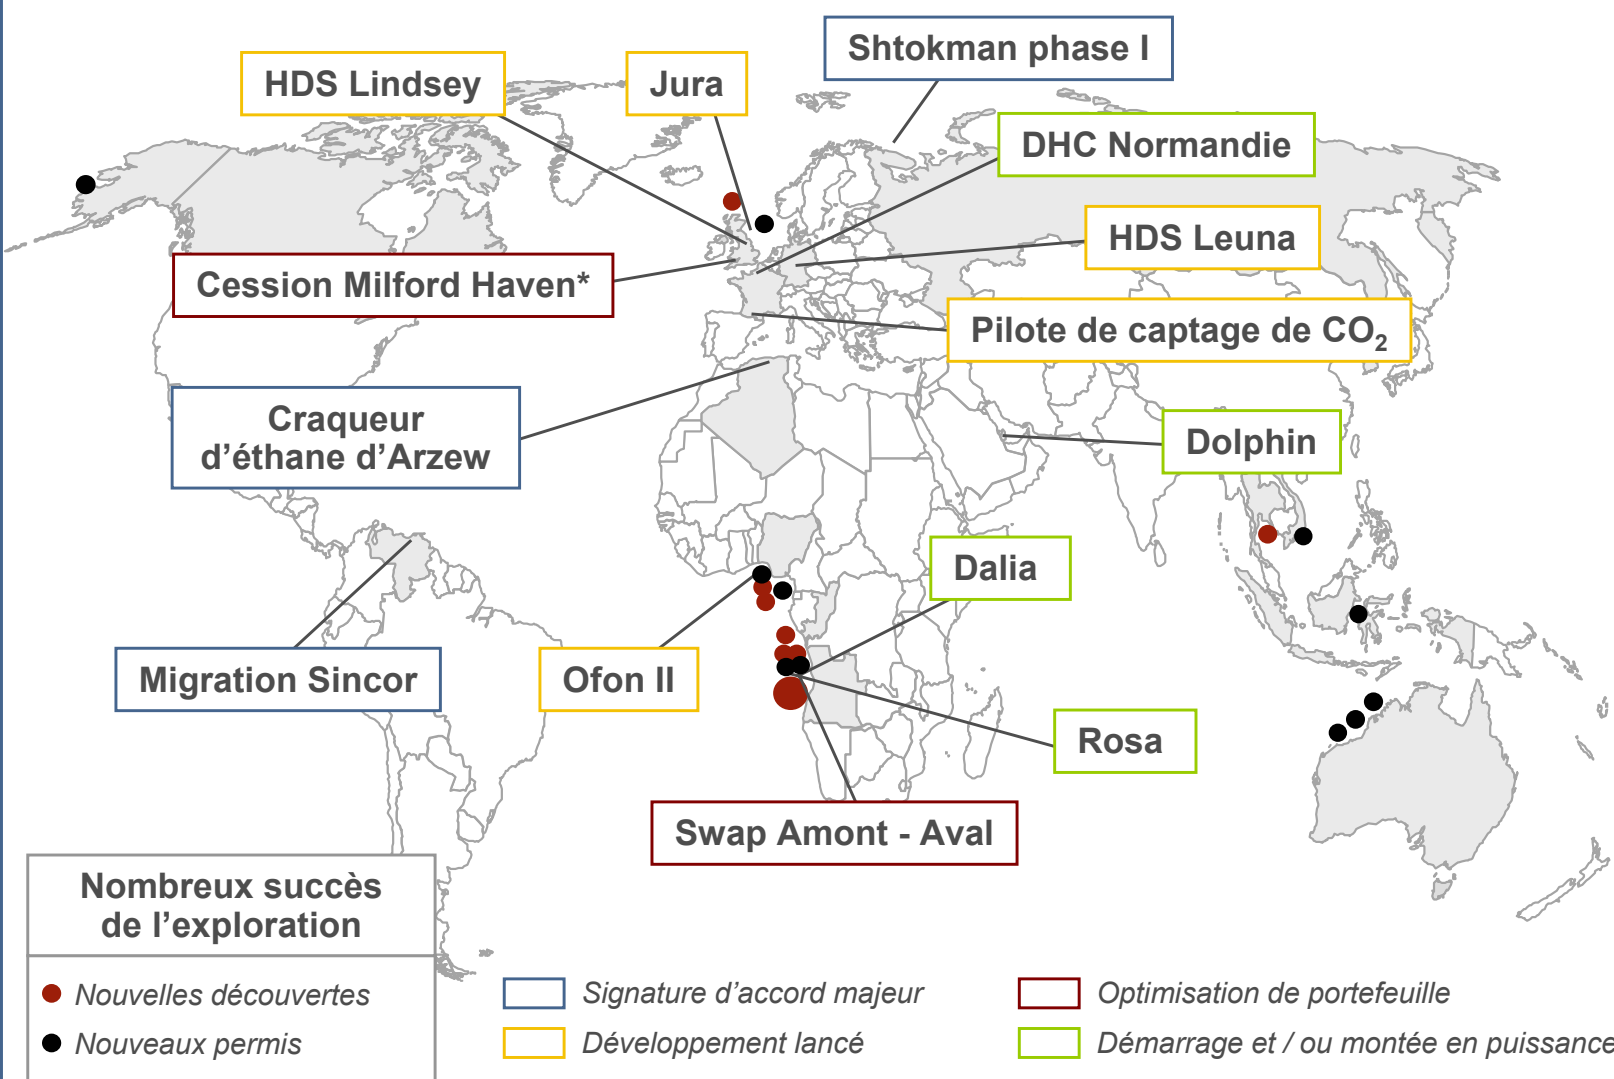 Shtokman phase I
HDS Lindsey
Jura
DHC Normandie
HDS Leuna
Cession Milford Haven*
Pilote de captage de CO₂
Craqueur
d’éthane d’Arzew
Dolphin
Dalia
Migration Sincor
Ofon II
Rosa
Swap Amont - Aval
Nombreux succès
de l’exploration
Nouvelles découvertes
Nouveaux permis
Signature d’accord majeur
Développement lancé
Optimisation de portefeuille
Démarrage et / ou montée en puissance